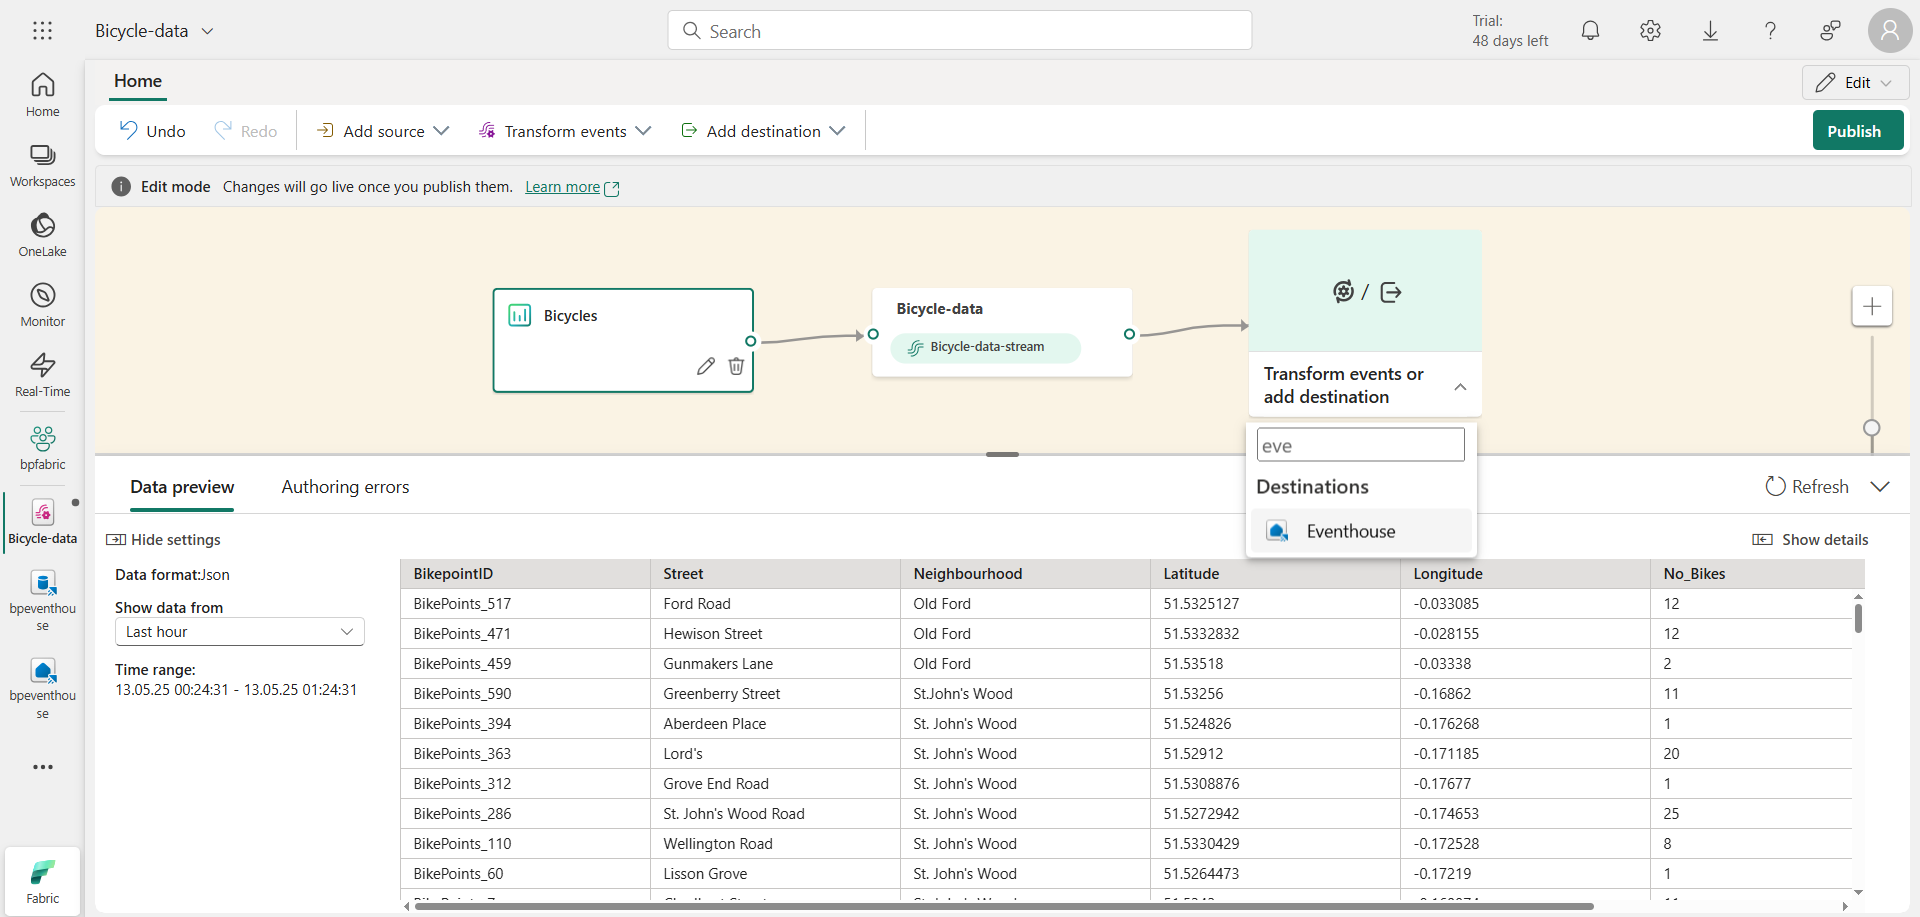 Bicycle-data
Search
Trial:
48 days left
Home
Workspaces
OneLake
Monitor
Real-Time
bpfabric
Bicycle-data
bpeventhou
se
bpeventhou
se
Fabric
Home
Edit
Undo
Redo
Add source
Transform events
Add destination
Publish
Edit mode Changes will go live once you publish them. Learn more
Bicycles
Bicycle-data
Bicycle-data-stream
/
Transform events or
add destination
eve
Destinations
Eventhouse
Data preview
Authoring errors
Refresh
Hide settings
Show details
Data format:Json
Show data from
Last hour
Time range:
13.05.25 00:24:31 - 13.05.25 01:24:31
BikepointID Street Neighbourhood Latitude Longitude No_Bikes
BikePoints_517 Ford Road Old Ford 51.5325127 -0.033085 12
BikePoints_471 Hewison Street Old Ford 51.5332832 -0.028155 12
BikePoints_459 Gunmakers Lane Old Ford 51.53518 -0.03338 2
BikePoints_590 Greenberry Street St.John's Wood 51.53256 -0.16862 11
BikePoints_394 Aberdeen Place St. John's Wood 51.524826 -0.176268 1
BikePoints_363 Lord's St. John's Wood 51.52912 -0.171185 20
BikePoints_312 Grove End Road St. John's Wood 51.5308876 -0.17677 1
BikePoints_286 St. John's Wood Road St. John's Wood 51.5272942 -0.174653 25
BikePoints_110 Wellington Road St. John's Wood 51.5330429 -0.172528 8
BikePoints_60 Lisson Grove St. John's Wood 51.5264473 -0.17219 1